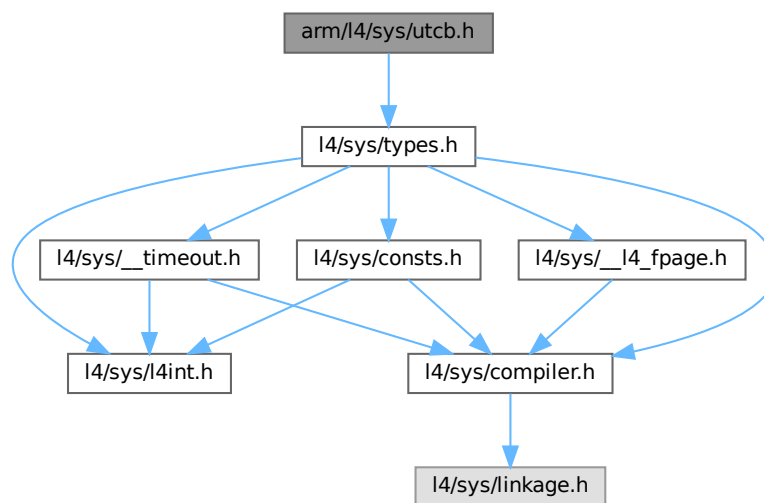 arm/l4/sys/utcb.h
l4/sys/types.h
l4/sys/__timeout.h
l4/sys/consts.h
l4/sys/__l4_fpage.h
l4/sys/l4int.h
l4/sys/compiler.h
l4/sys/linkage.h